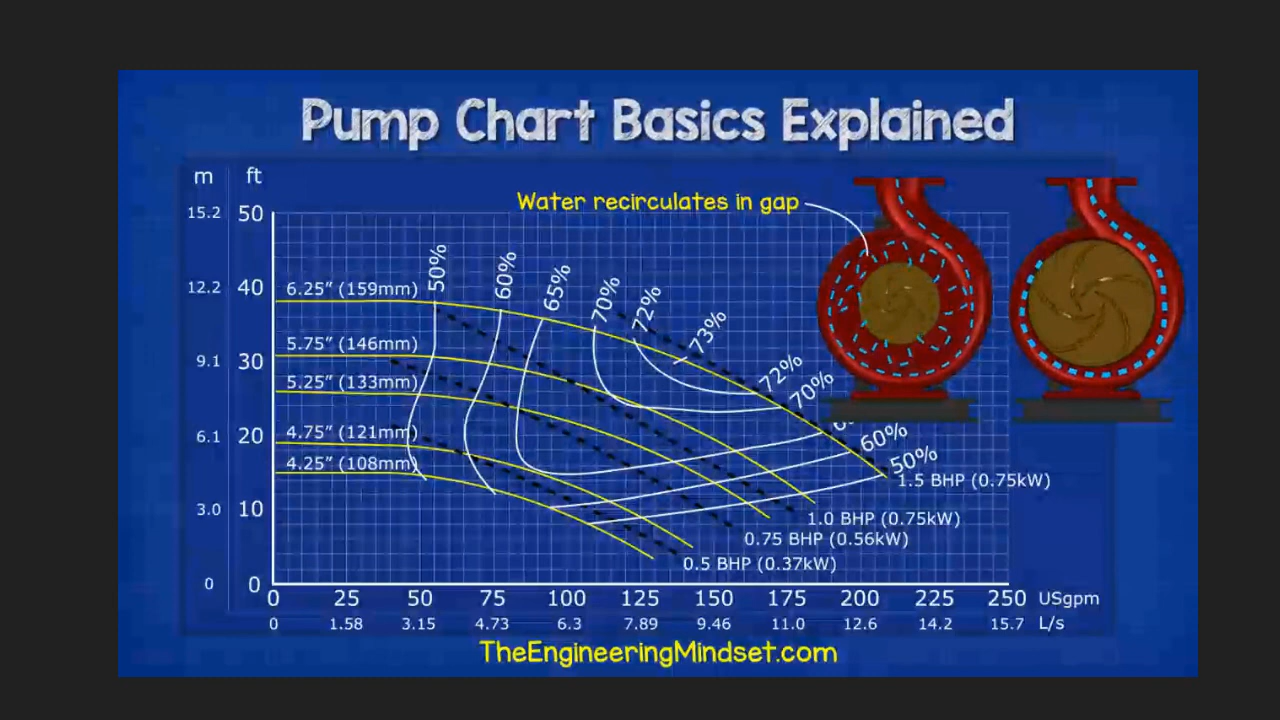 Pump Chart Basics Explained
m ft
Water recirculates in gap
15.2 50
12.2 40
9.1 30
6.1 20
3.0 10
0 0
50%
60%
65%
70%
72%
73%
72%
70%
60%
50%
6.25” (159mm)
5.75” (146mm)
5.25” (133mm)
4.75” (121mm)
4.25” (108mm)
1.5 BHP (0.75kW)
1.0 BHP (0.75kW)
0.75 BHP (0.56kW)
0.5 BHP (0.37kW)
0 25 50 75 100 125 150 175 200 225 250 USgpm
0 1.58 3.15 4.73 6.3 7.89 9.46 11.0 12.6 14.2 15.7 L/s
TheEngineeringMindset.com